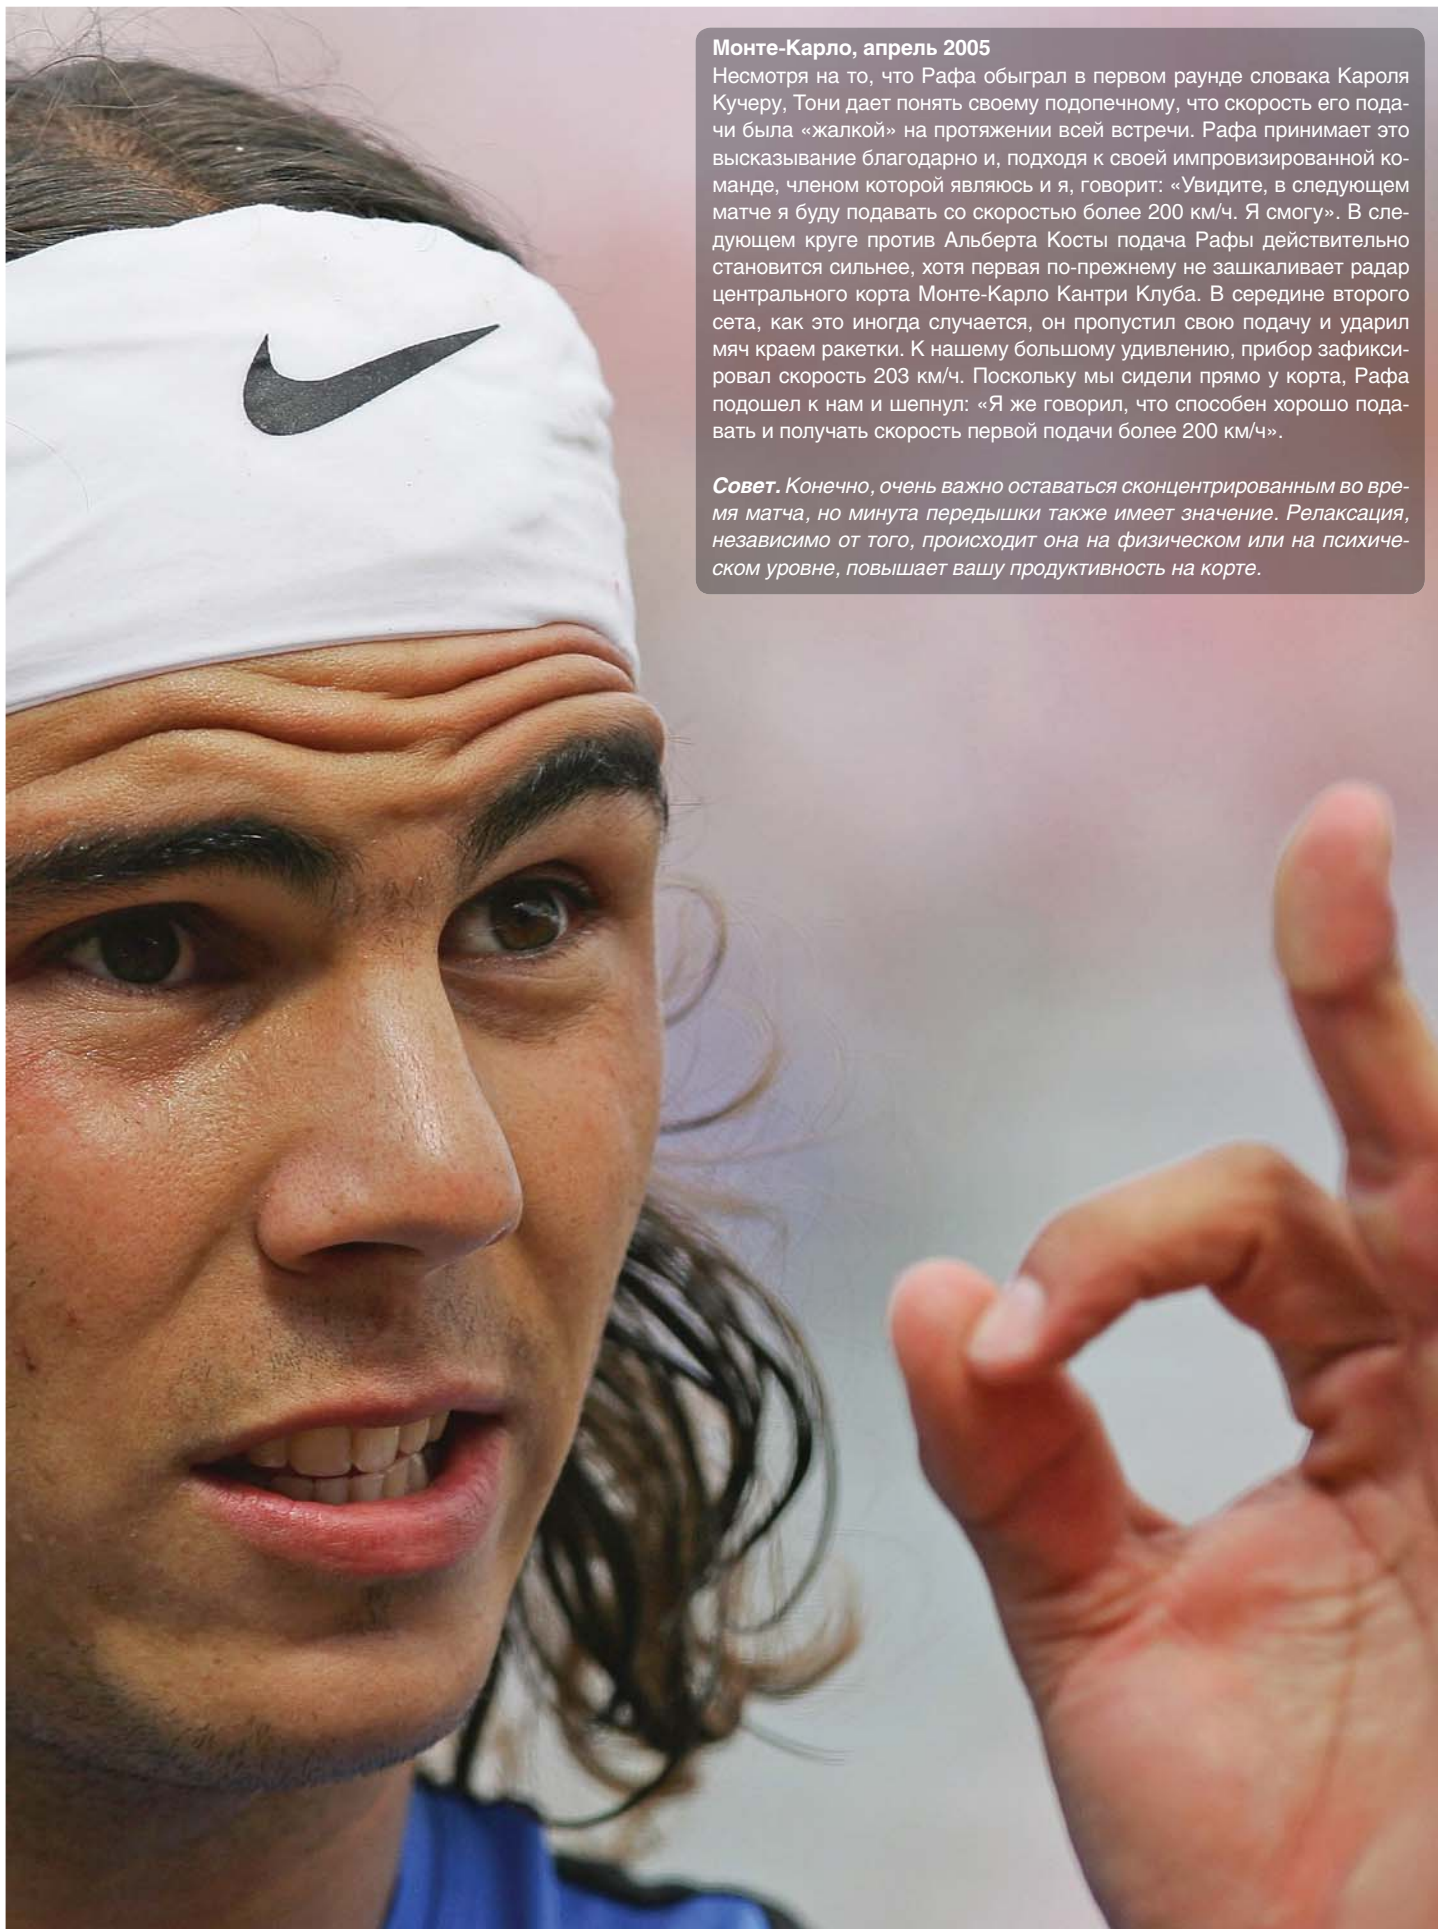 Монте-Карло, апрель 2005
Несмотря на то, что Рафа обыграл в первом раунде словака Кароля
Кучеру, Тони дает понять своему подопечному, что скорость его пода-
чи была «жалкой» на протяжении всей встречи. Рафа принимает это
высказывание благодарно и, подходя к своей импровизированной ко-
манде, членом которой являюсь и я, говорит: «Увидите, в следующем
матче я буду подавать со скоростью более 200 км/ч. Я смогу». В сле-
дующем круге против Альберта Косты подача Рафы действительно
становится сильнее, хотя первая по-прежнему не зашкаливает радар
центрального корта Монте-Карло Кантри Клуба. В середине второго
сета, как это иногда случается, он пропустил свою подачу и ударил
мяч краем ракетки. К нашему большому удивлению, прибор зафикси-
ровал скорость 203 км/ч. Поскольку мы сидели прямо у корта, Рафа
подошел к нам и шепнул: «Я же говорил, что способен хорошо пода-
вать и получать скорость первой подачи более 200 км/ч».
Совет. Конечно, очень важно оставаться сконцентрированным во вре-
мя матча, но минута передышки также имеет значение. Релаксация,
независимо от того, происходит она на физическом или на психиче-
ском уровне, повышает вашу продуктивность на корте.